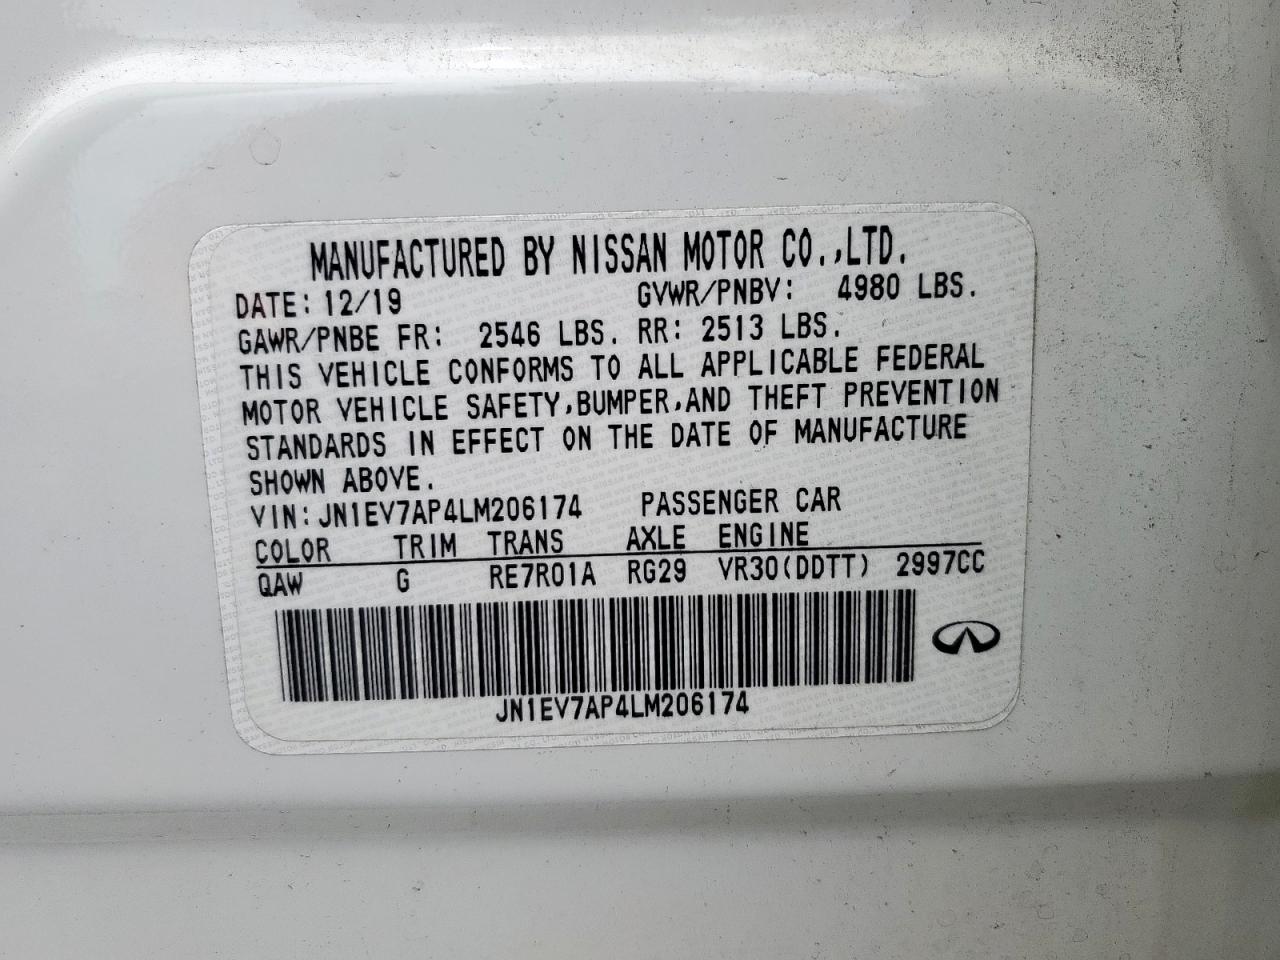 MANUFACTURED BY NISSAN MOTOR CO.,LTD.
DATE: 12/19 GVWR/PNBV: 4980 LBS.
GAWR/PNBE FR: 2546 LBS. RR: 2513 LBS.
THIS VEHICLE CONFORMS TO ALL APPLICABLE FEDERAL
MOTOR VEHICLE SAFETY,BUMPER,AND THEFT PREVENTION
STANDARDS IN EFFECT ON THE DATE OF MANUFACTURE
SHOWN ABOVE.
VIN:JN1EV7AP4LM206174 PASSENGER CAR
COLOR TRIM TRANS AXLE ENGINE
QAW G RE7R01A RG29 VR30(DDTT) 2997CC
JN1EV7AP4LM206174